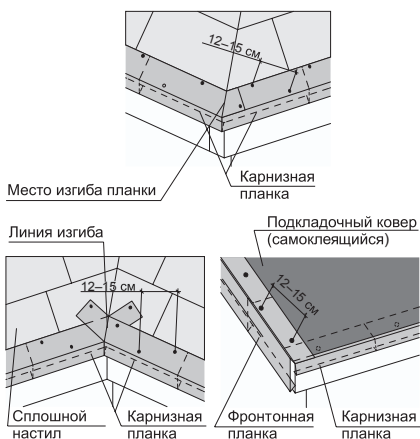 12–15 см
Место изгиба планки
Карнизная
планка
Линия изгиба
Подкладочный ковер
(самоклеящийся)
12–15 см
12–15 см
Сплошной
настил
Карнизная
планка
Фронтонная
планка
Карнизная
планка